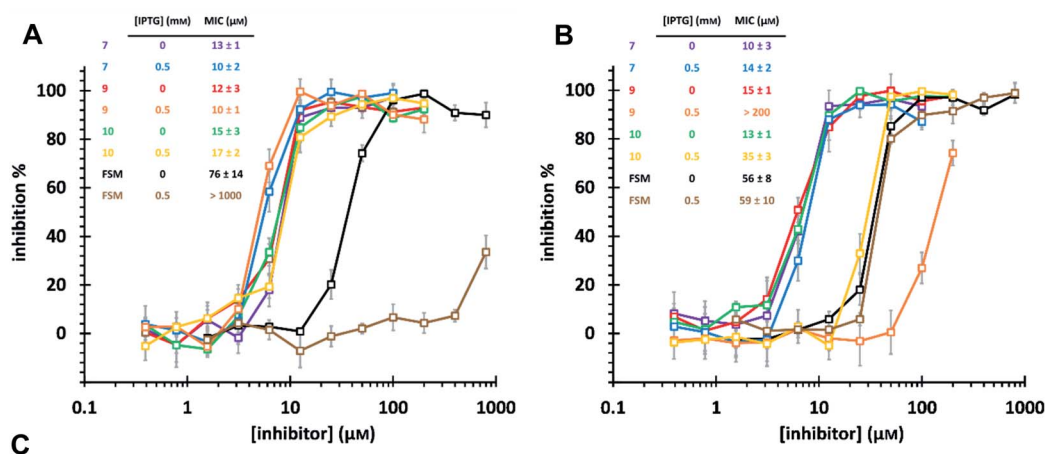 A
[IPTG] (mM) MIC (µM)
7 0 13 ± 1
7 0.5 10 ± 2
9 0 12 ± 3
9 0.5 10 ± 1
10 0 15 ± 3
10 0.5 17 ± 2
FSM 0 76 ± 14
FSM 0.5 > 1000
100
80
60
40
20
0
inhibition %
0.1 1 10 100 1000
[inhibitor] (µM)
B
[IPTG] (mM) MIC (µM)
7 0 10 ± 3
7 0.5 14 ± 2
9 0 15 ± 1
9 0.5 > 200
10 0 13 ± 1
10 0.5 35 ± 3
FSM 0 56 ± 8
FSM 0.5 59 ± 10
100
80
60
40
20
0
inhibition %
0.1 1 10 100 1000
[inhibitor] (µM)
C